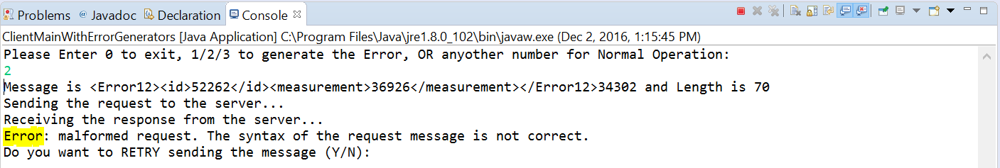 Problems @ Javadoc Declaration Console
ClientMainWithErrorGenerators [Java Application] C:\Program Files\Java\jre1.8.0_102\bin\javaw.exe (Dec 2, 2016, 1:15:45 PM)
Please Enter 0 to exit, 1/2/3 to generate the Error, OR anyother number for Normal Operation:
2
Message is <Error12><id>52262</id><measurement>36926</measurement></Error12>34302 and Length is 70
Sending the request to the server...
Receiving the response from the server...
Error: malformed request. The syntax of the request message is not correct.
Do you want to RETRY sending the message (Y/N):